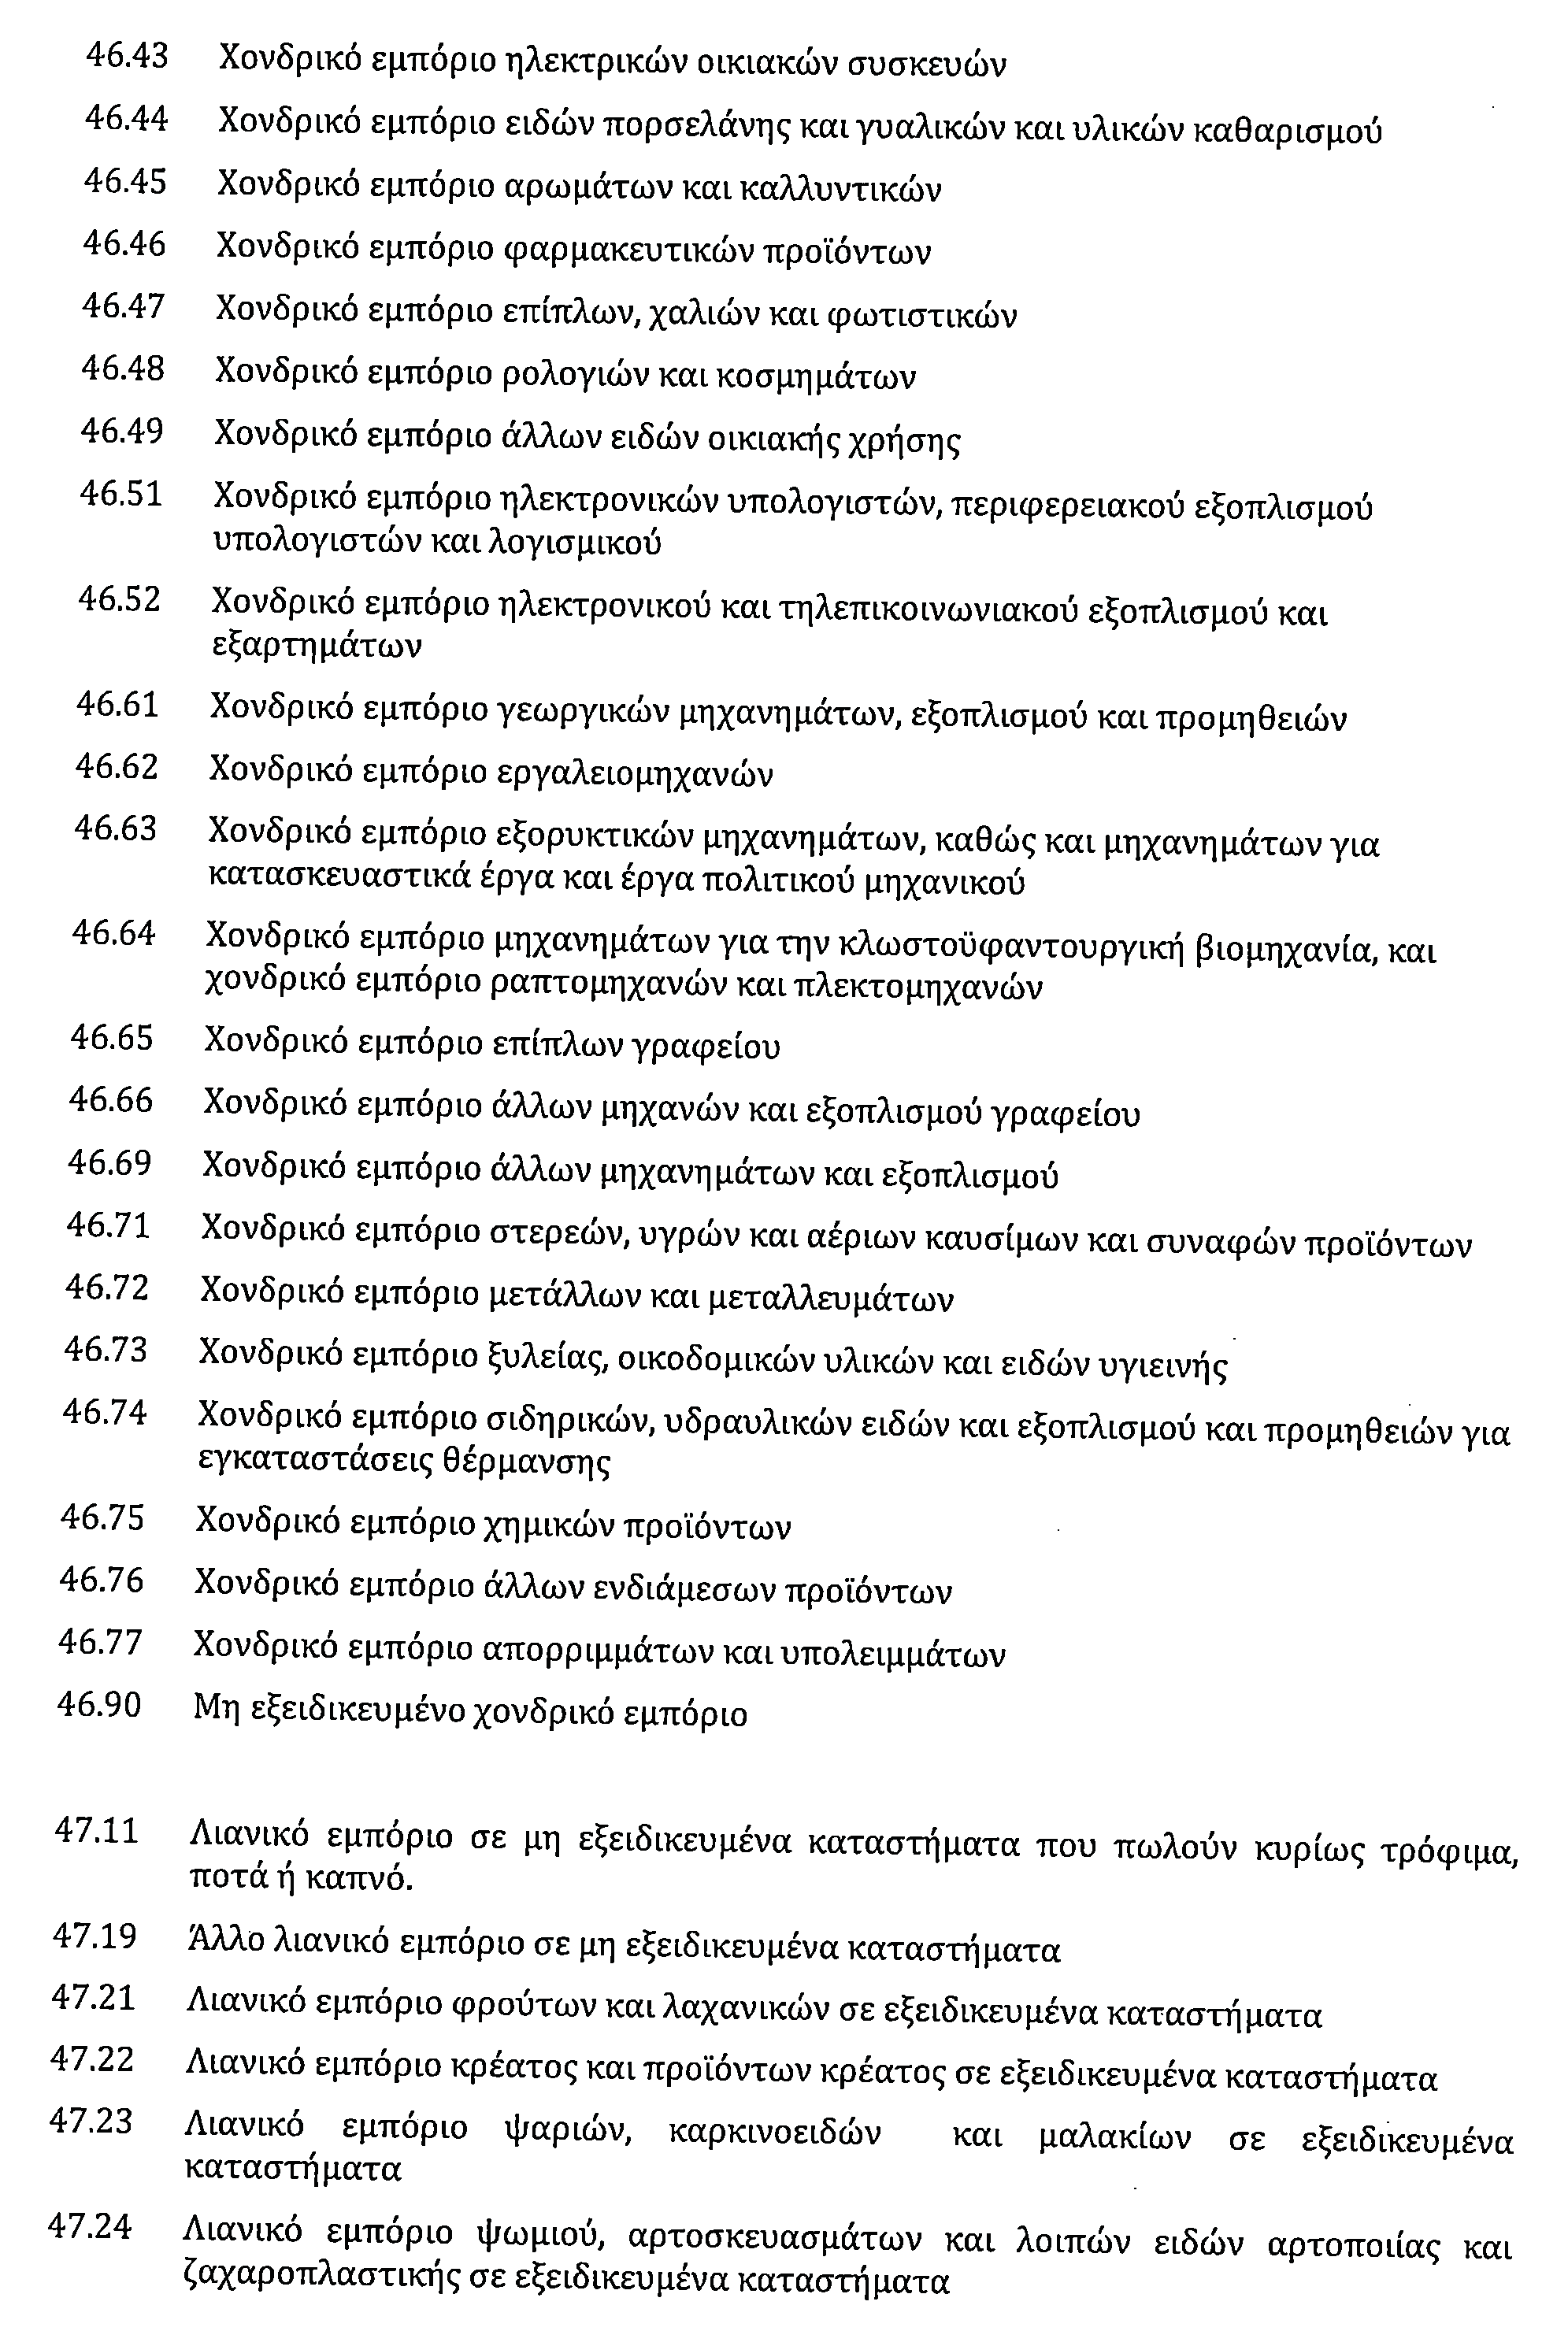 46.43 Χονδρικό εμπόριο ηλεκτρικών οικιακών συσκευών
46.44 Χονδρικό εμπόριο ειδών πορσελάνης και γυαλικών και υλικών καθαρισμού
46.45 Χονδρικό εμπόριο αρωμάτων και καλλυντικών
46.46 Χονδρικό εμπόριο φαρμακευτικών προϊόντων
46.47 Χονδρικό εμπόριο επίπλων, χαλιών και φωτιστικών
46.48 Χονδρικό εμπόριο ρολογιών και κοσμημάτων
46.49 Χονδρικό εμπόριο άλλων ειδών οικιακής χρήσης
46.51 Χονδρικό εμπόριο ηλεκτρονικών υπολογιστών, περιφερειακού εξοπλισμού
υπολογιστών και λογισμικού
46.52 Χονδρικό εμπόριο ηλεκτρονικού και τηλεπικοινωνιακού εξοπλισμού και
εξαρτημάτων
46.61 Χονδρικό εμπόριο γεωργικών μηχανημάτων, εξοπλισμού και προμηθειών
46.62 Χονδρικό εμπόριο εργαλειομηχανών
46.63 Χονδρικό εμπόριο εξορυκτικών μηχανημάτων, καθώς και μηχανημάτων για
κατασκευαστικά έργα και έργα πολιτικού μηχανικού
46.64 Χονδρικό εμπόριο μηχανημάτων για την κλωστοϋφαντουργική βιομηχανία, και
χονδρικό εμπόριο ραπτομηχανών και πλεκτομηχανών
46.65 Χονδρικό εμπόριο επίπλων γραφείου
46.66 Χονδρικό εμπόριο άλλων μηχανών και εξοπλισμού γραφείου
46.69 Χονδρικό εμπόριο άλλων μηχανημάτων και εξοπλισμού
46.71 Χονδρικό εμπόριο στερεών, υγρών και αέριων καυσίμων και συναφών προϊόντων
46.72 Χονδρικό εμπόριο μετάλλων και μεταλλευμάτων
46.73 Χονδρικό εμπόριο ξυλείας, οικοδομικών υλικών και ειδών υγιεινής
46.74 Χονδρικό εμπόριο σιδηρικών, υδραυλικών ειδών και εξοπλισμού και προμηθειών για
εγκαταστάσεις θέρμανσης
46.75 Χονδρικό εμπόριο χημικών προϊόντων
46.76 Χονδρικό εμπόριο άλλων ενδιάμεσων προϊόντων
46.77 Χονδρικό εμπόριο απορριμμάτων και υπολειμμάτων
46.90 Μη εξειδικευμένο χονδρικό εμπόριο
47.11 Λιανικό εμπόριο σε μη εξειδικευμένα καταστήματα που πωλούν κυρίως τρόφιμα,
ποτά ή καπνό.
47.19 Άλλο λιανικό εμπόριο σε μη εξειδικευμένα καταστήματα
47.21 Λιανικό εμπόριο φρούτων και λαχανικών σε εξειδικευμένα καταστήματα
47.22 Λιανικό εμπόριο κρέατος και προϊόντων κρέατος σε εξειδικευμένα καταστήματα
47.23 Λιανικό εμπόριο ψαριών, καρκινοειδών και μαλακίων σε εξειδικευμένα
καταστήματα
47.24 Λιανικό εμπόριο ψωμιού, αρτοσκευασμάτων και λοιπών ειδών αρτοποιίας και
ζαχαροπλαστικής σε εξειδικευμένα καταστήματα